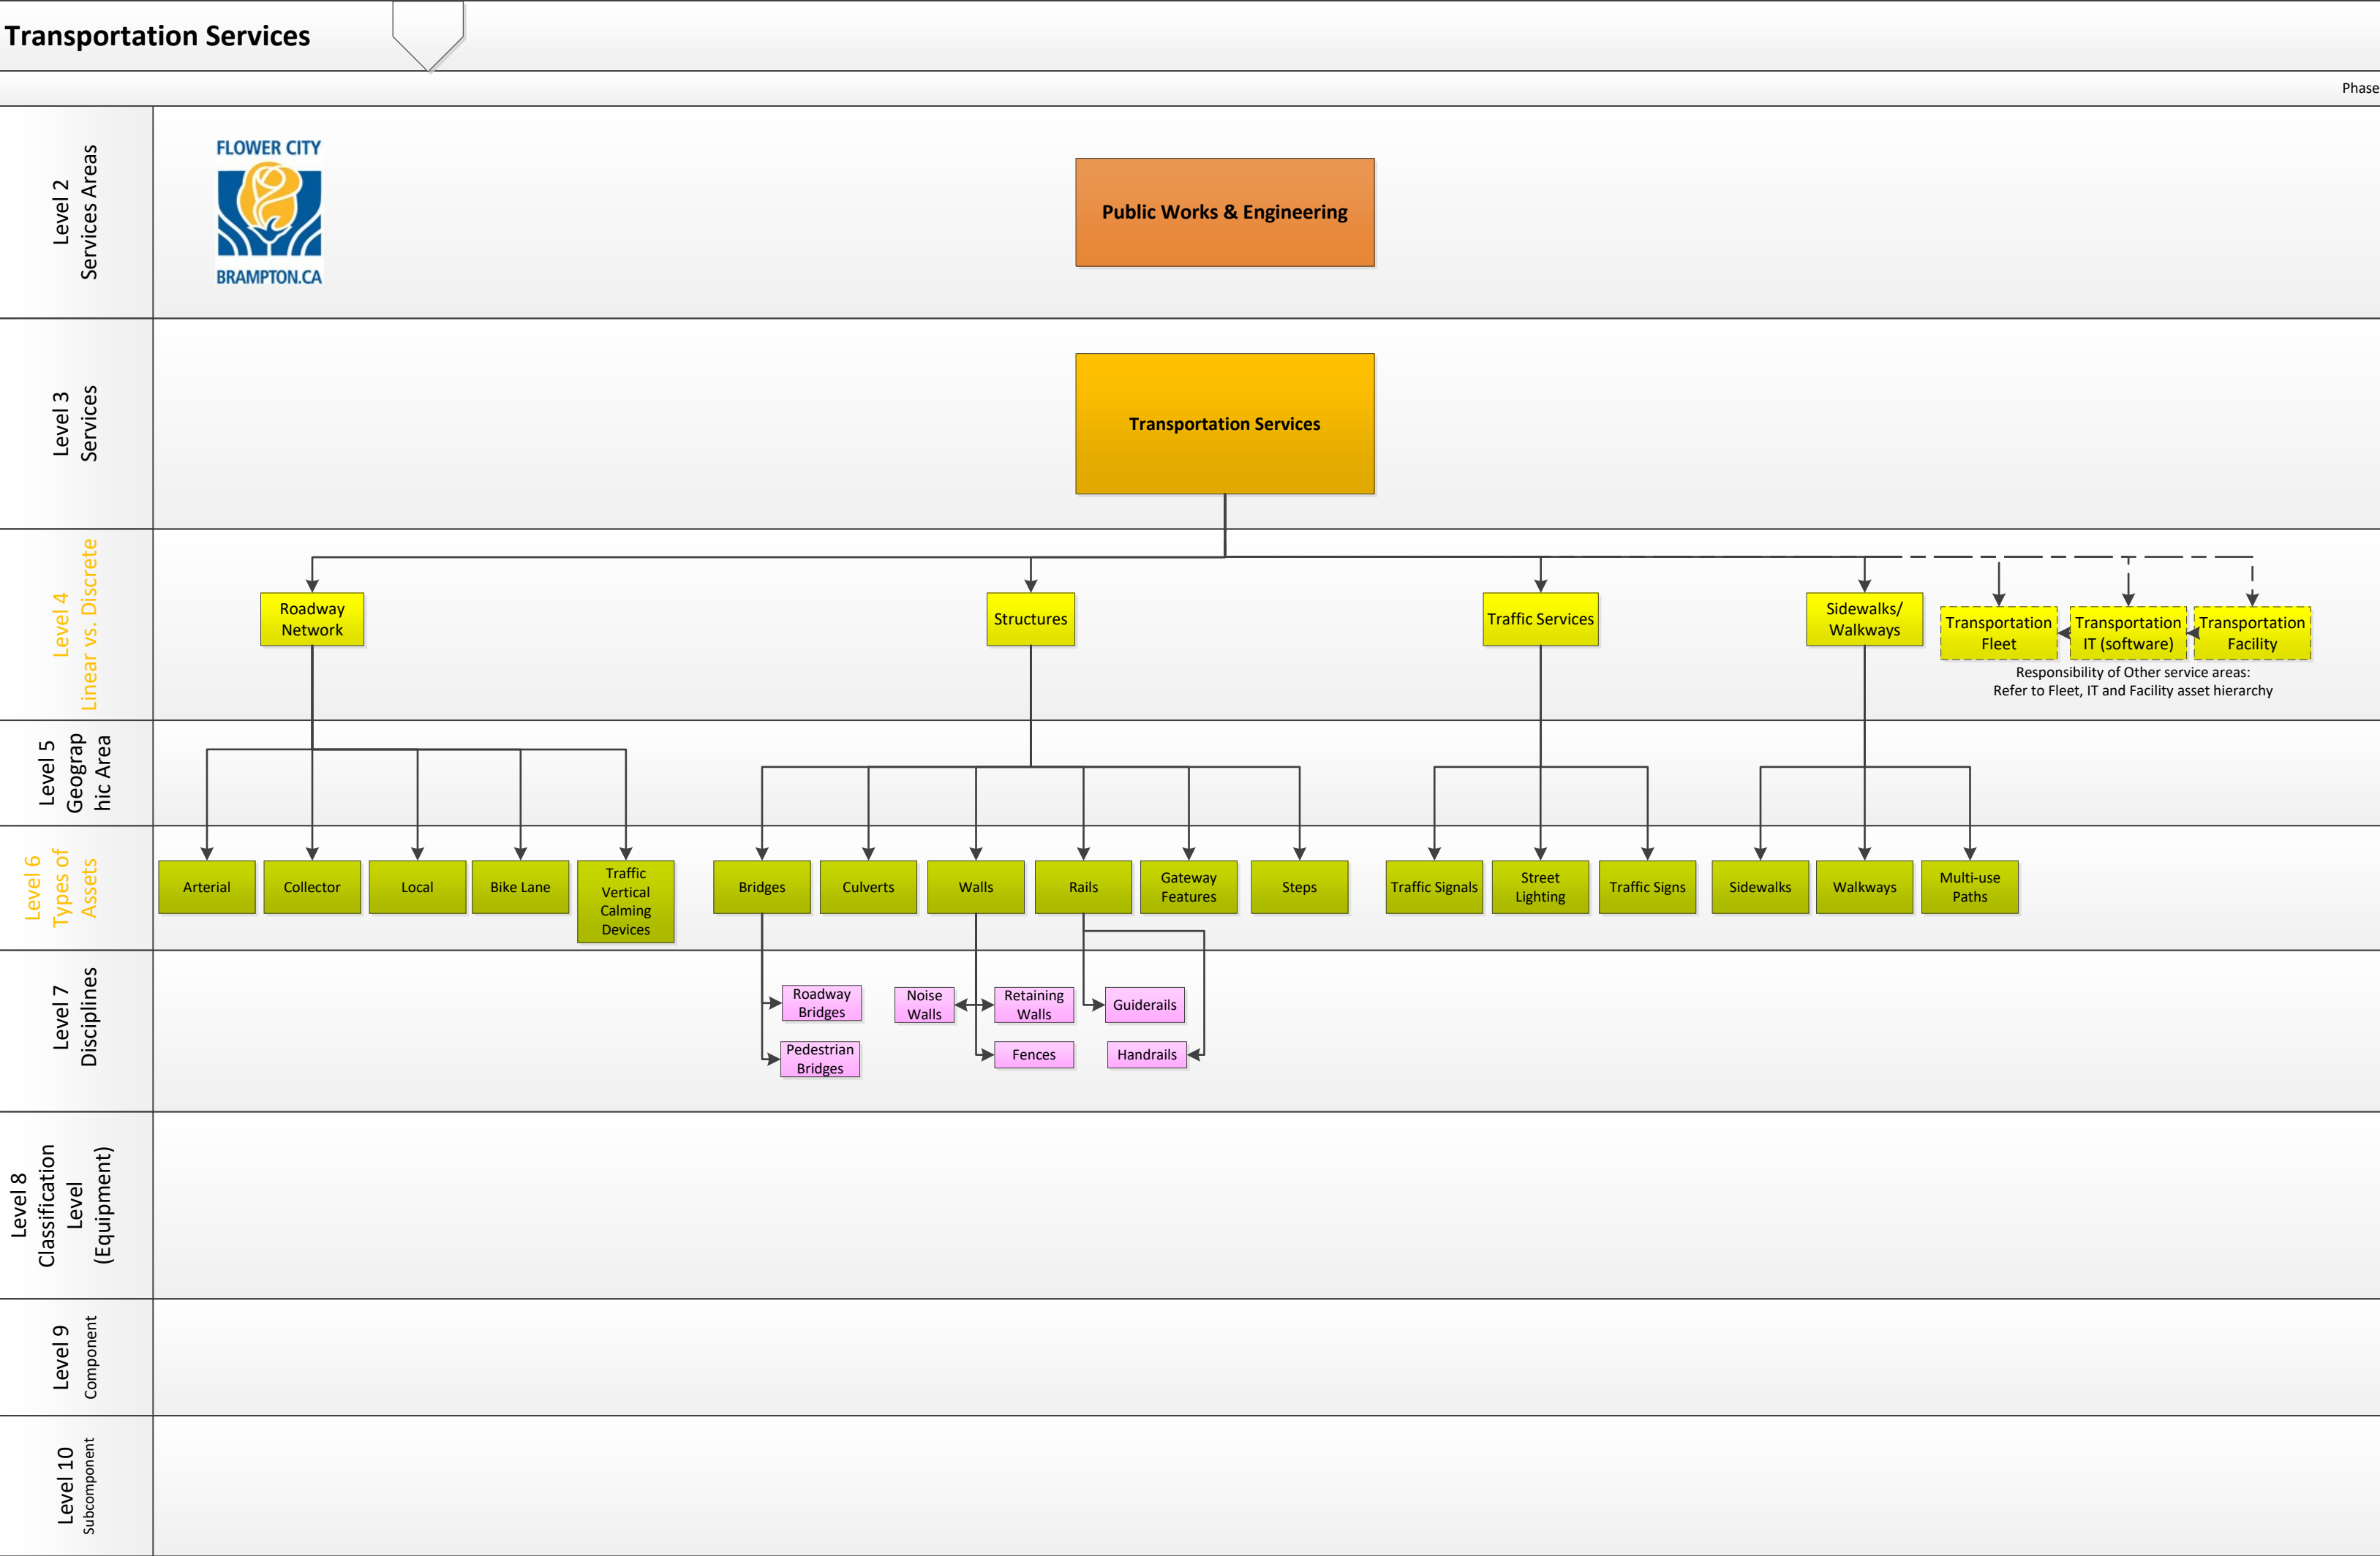 Transportation Services
Phase
Level 2
Services Areas
FLOWER CITY
BRAMPTON.CA
Public Works & Engineering
Level 3
Services
Transportation Services
Level 4
Linear vs. Discrete
Roadway
Network
Structures
Traffic Services
Sidewalks/
Walkways
Transportation
Fleet
Transportation
IT (software)
Transportation
Facility
Responsibility of Other service areas:
Refer to Fleet, IT and Facility asset hierarchy
Level 5
Geograp
hic Area
Level 6
Types of
Assets
Arterial
Collector
Local
Bike Lane
Traffic
Vertical
Calming
Devices
Bridges
Culverts
Walls
Rails
Gateway
Features
Steps
Traffic Signals
Street
Lighting
Traffic Signs
Sidewalks
Walkways
Multi-use
Paths
Level 7
Disciplines
Roadway
Bridges
Pedestrian
Bridges
Noise
Walls
Retaining
Walls
Fences
Guiderails
Handrails
Level 8
Classification
Level
(Equipment)
Level 9
Component
Level 10
Subcomponent